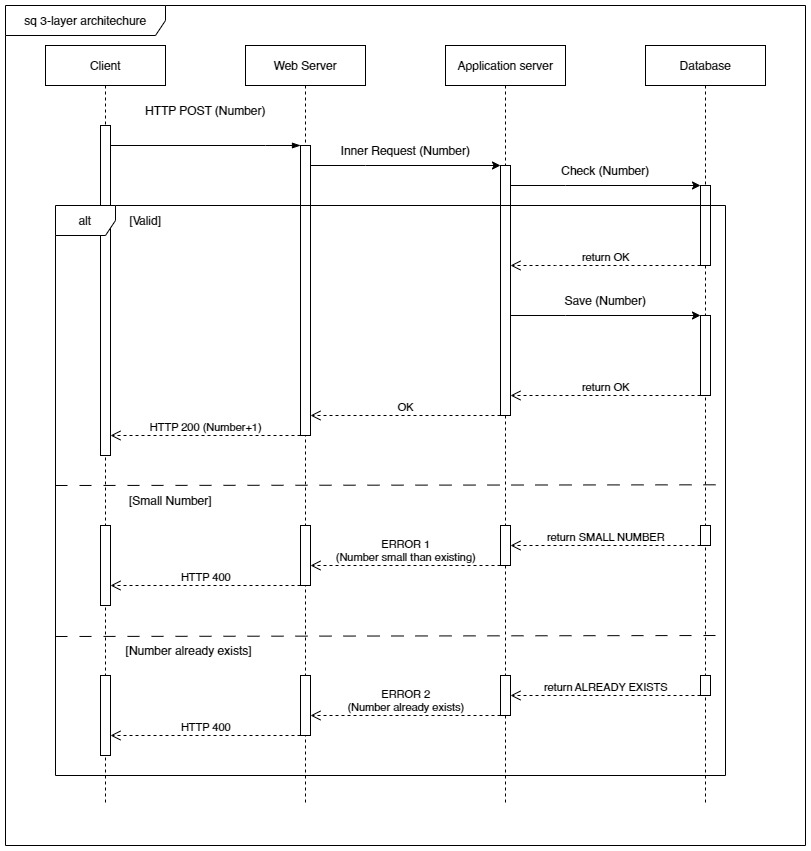 sq 3-layer architechure
Client
Web Server
Application server
Database
HTTP POST (Number)
Inner Request (Number)
Check (Number)
alt
[Valid]
return OK
Save (Number)
return OK
OK
HTTP 200 (Number+1)
[Small Number]
return SMALL NUMBER
ERROR 1
(Number small than existing)
HTTP 400
[Number already exists]
return ALREADY EXISTS
ERROR 2
(Number already exists)
HTTP 400